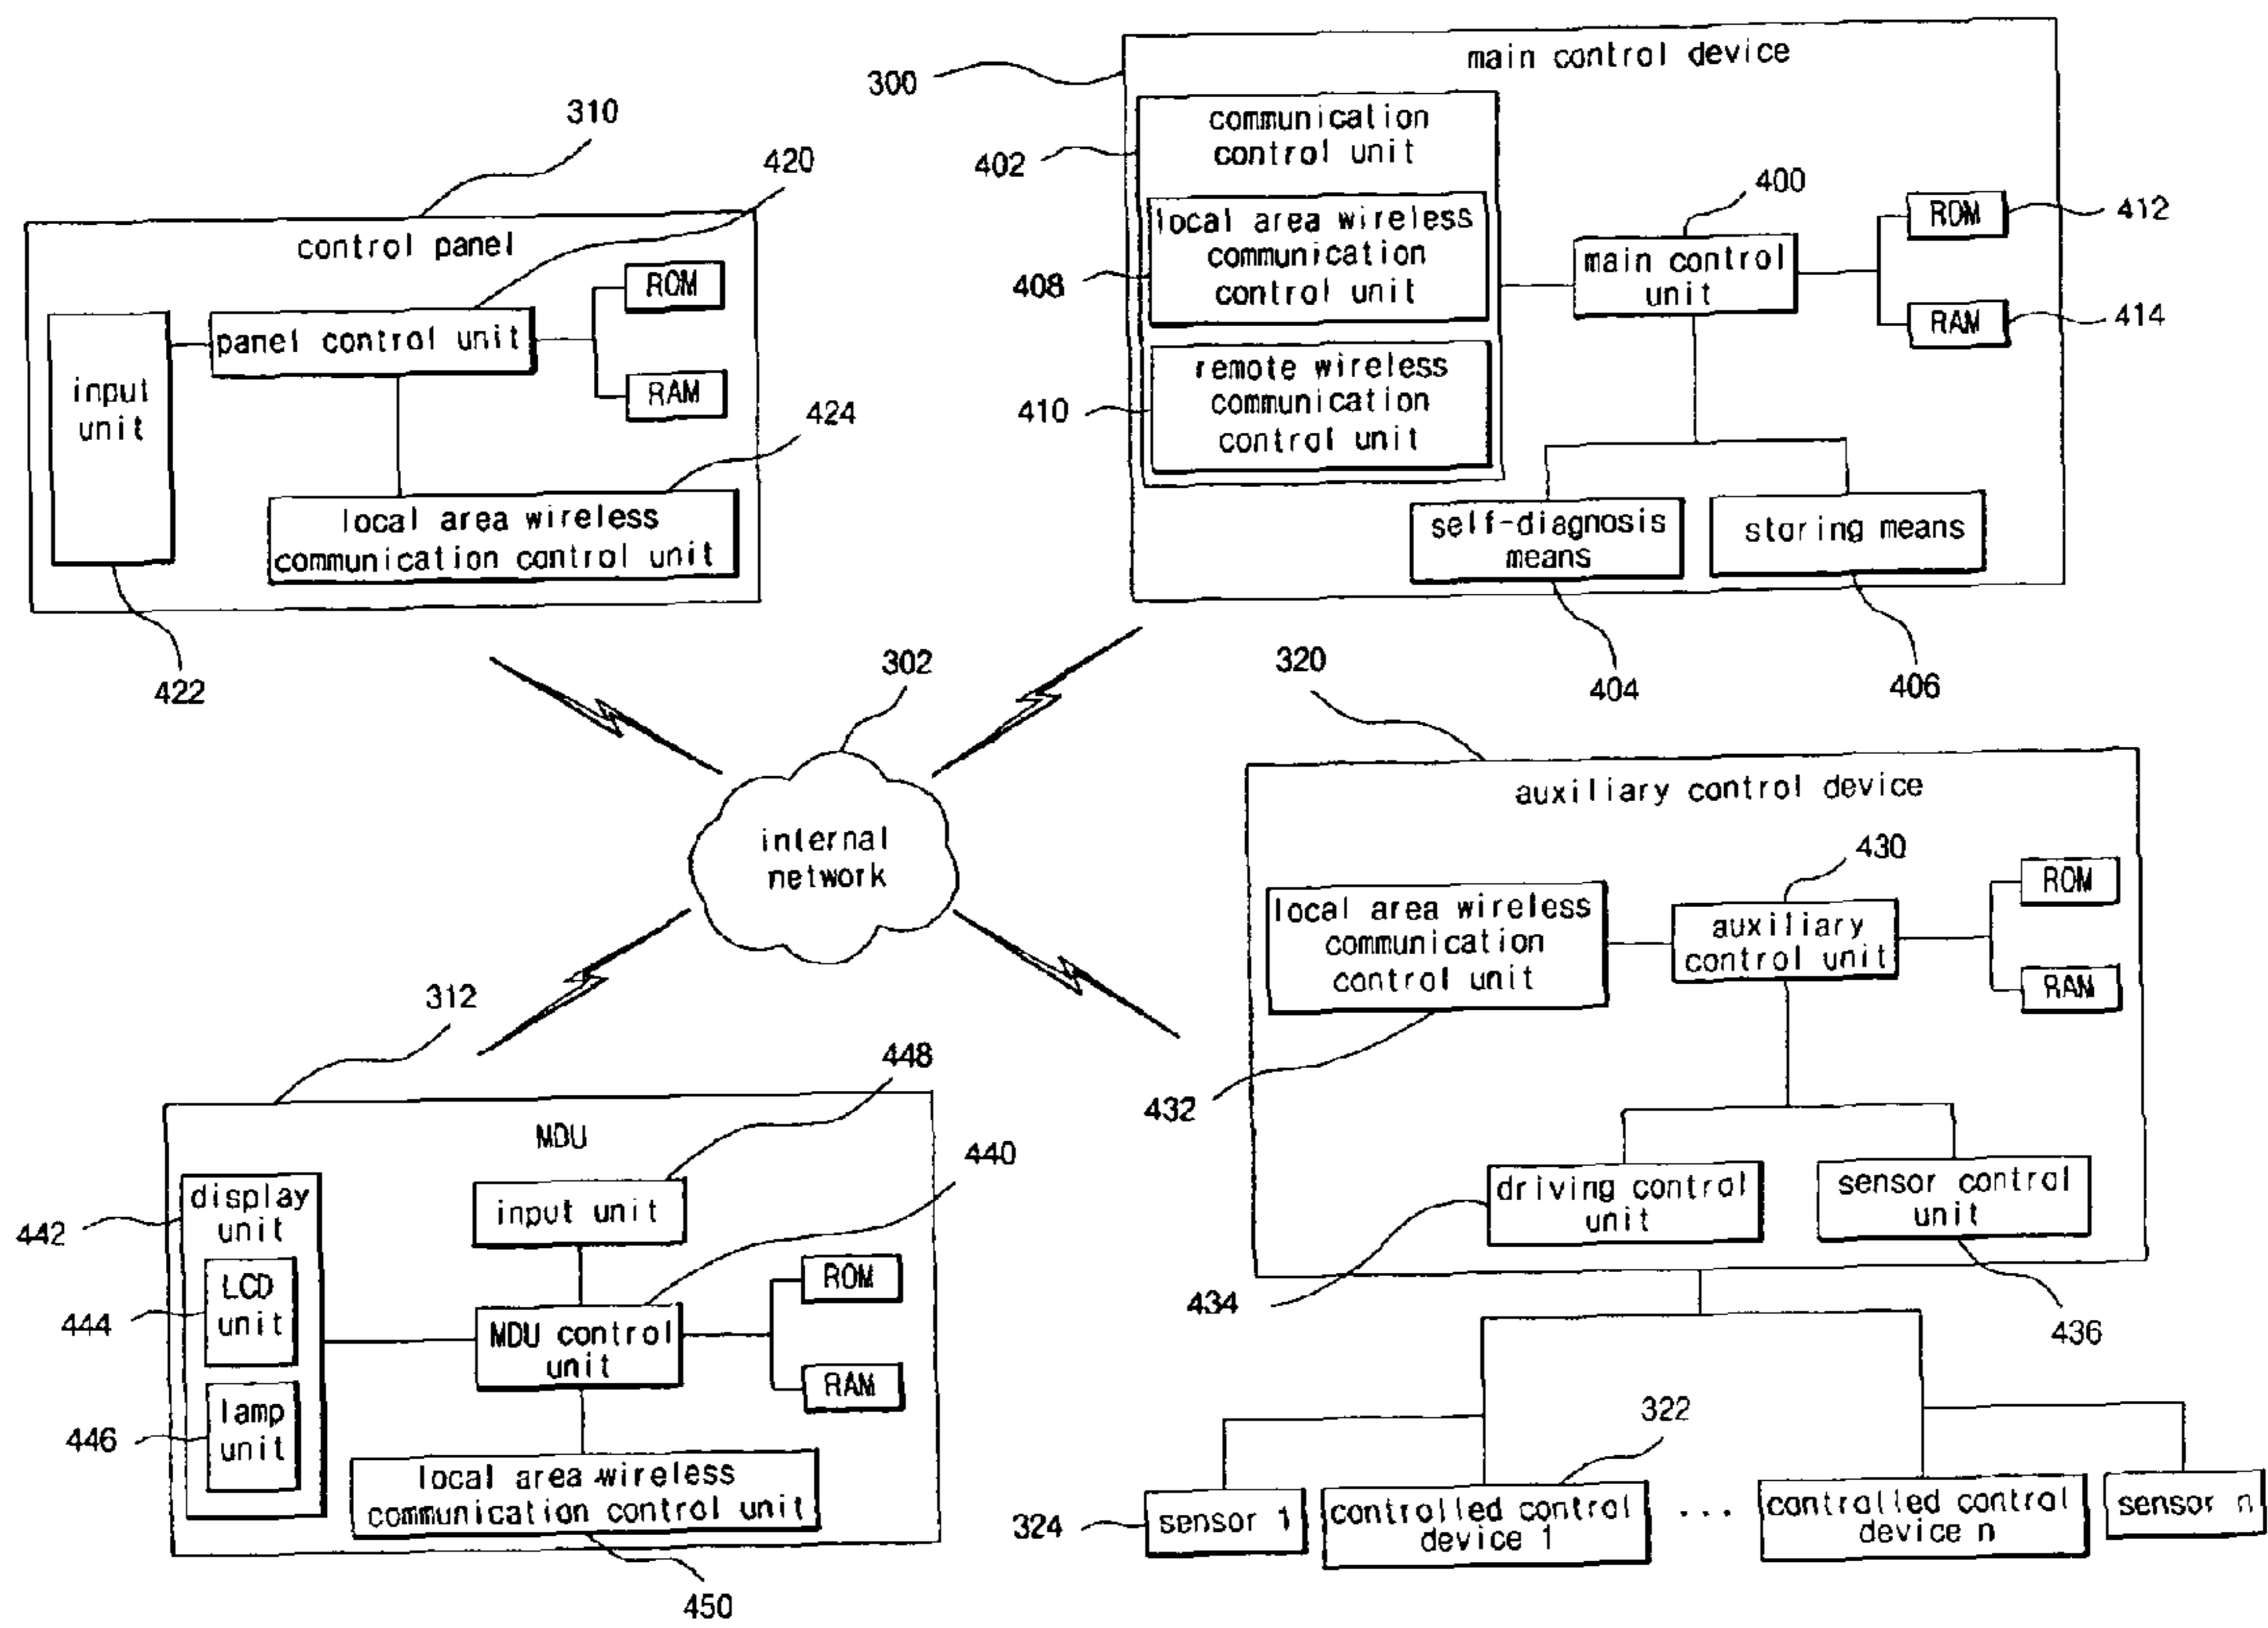 300
main control device
communication
control unit
402
local area wireless
communication
control unit
408
remote wireless
communication
control unit
410
400
main control
unit
ROM
412
RAM
414
self-diagnosis
means
404
storing means
406
310
control panel
420
input
unit
422
panel control unit
ROM
RAM
424
local area wireless
communication control unit
302
internal
network
320
auxiliary control device
local area wireless
communication
control unit
432
430
auxiliary
control unit
ROM
RAM
driving control
unit
434
sensor control
unit
436
312
MDU
448
440
display
unit
442
LCD
unit
444
lamp
unit
446
input unit
MDU control
unit
ROM
RAM
local area wireless
communication control unit
450
322
324
sensor 1
controlled control
device 1
...
controlled control
device n
sensor n